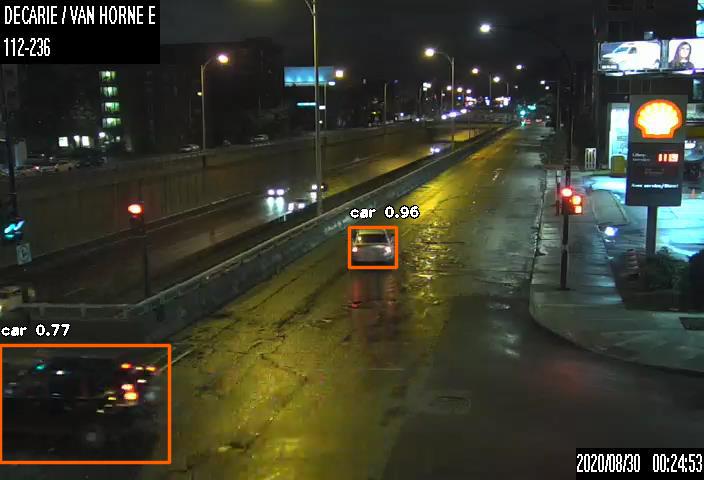 DECARIE / VAN HORNE E
112-236
car 0.96
car 0.77
2020/08/30 00:24:53